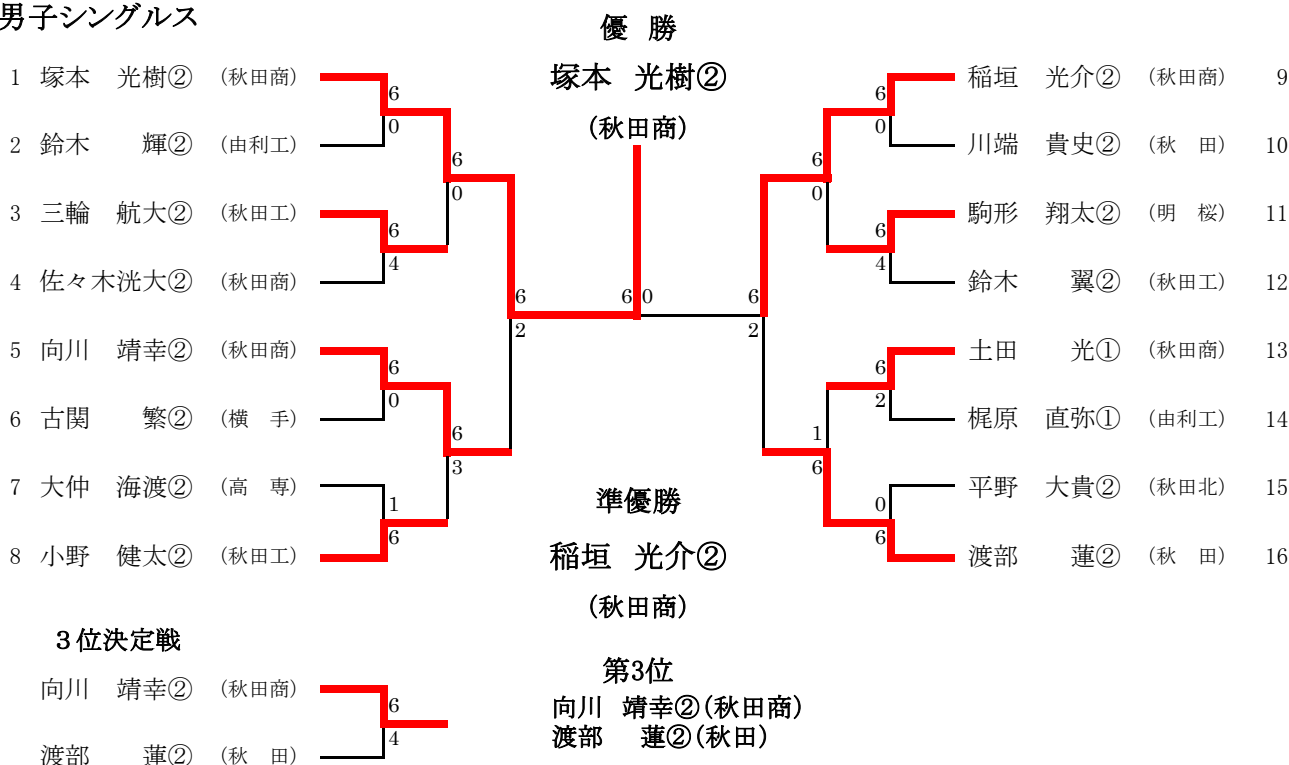 男子シングルス
優 勝
塚本 光樹②
(秋田商)
1 塚本 光樹② (秋田商)
6
0
2 鈴木 輝② (由利工)
6
0
3 三輪 航大② (秋田工)
6
4
4 佐々木洸大② (秋田商)
6
2
5 向川 靖幸② (秋田商)
6
0
6 古関 繁② (横 手)
6
3
7 大仲 海渡② (高 専)
1
6
8 小野 健太② (秋田工)
6 0
稲垣 光介② (秋田商) 9
6
0
川端 貴史② (秋 田) 10
6
0
駒形 翔太② (明 桜) 11
6
4
鈴木 翼② (秋田工) 12
6
2
土田 光① (秋田商) 13
6
2
梶原 直弥① (由利工) 14
1
6
平野 大貴② (秋田北) 15
0
6
渡部 蓮② (秋 田) 16
準優勝
稲垣 光介②
(秋田商)
3位決定戦
向川 靖幸② (秋田商)
6
4
渡部 蓮② (秋 田)
第3位
向川 靖幸②(秋田商)
渡部 蓮②(秋田)